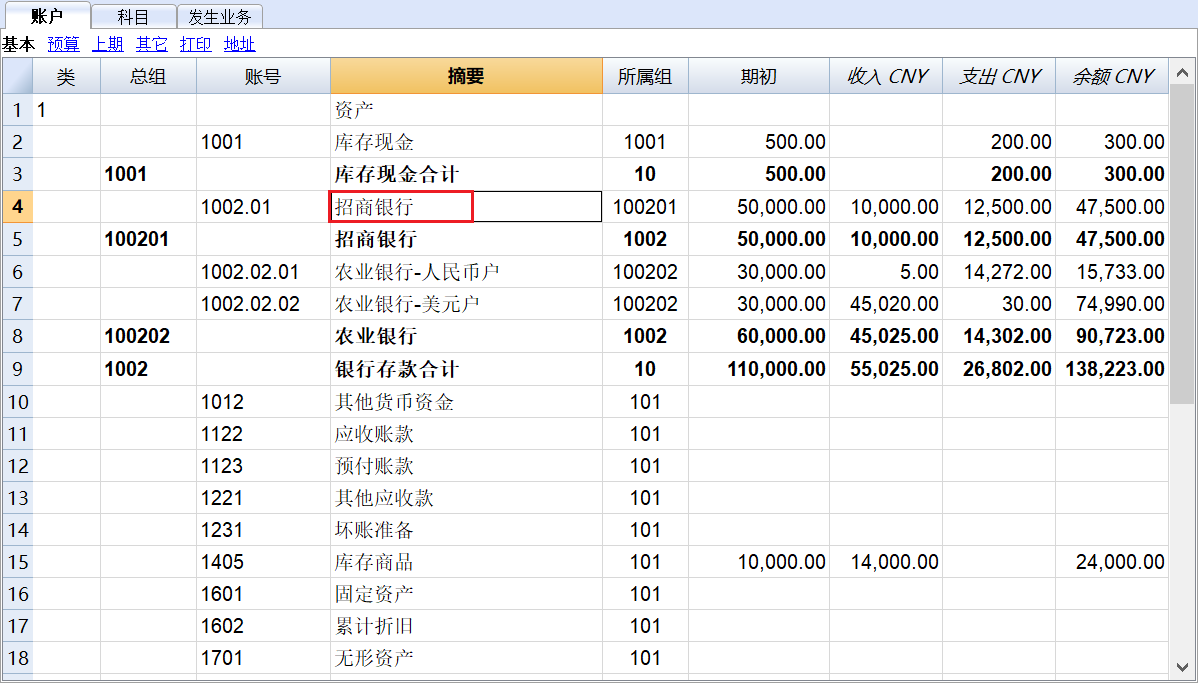 账户 科目 发生业务
基本 预算 上期 其它 打印 地址
类 总组 账号 摘要 所属组 期初 收入 CNY 支出 CNY 余额 CNY
1 1 资产
2 1001 库存现金 1001 500.00 200.00 300.00
3 1001 库存现金合计 10 500.00 200.00 300.00
4 1002.01 招商银行 100201 50,000.00 10,000.00 12,500.00 47,500.00
5 100201 招商银行 1002 50,000.00 10,000.00 12,500.00 47,500.00
6 1002.02.01 农业银行-人民币户 100202 30,000.00 5.00 14,272.00 15,733.00
7 1002.02.02 农业银行-美元户 100202 30,000.00 45,020.00 30.00 74,990.00
8 100202 农业银行 1002 60,000.00 45,025.00 14,302.00 90,723.00
9 1002 银行存款合计 10 110,000.00 55,025.00 26,802.00 138,223.00
10 1012 其他货币资金 101
11 1122 应收账款 101
12 1123 预付账款 101
13 1221 其他应收款 101
14 1231 坏账准备 101
15 1405 库存商品 101 10,000.00 14,000.00 24,000.00
16 1601 固定资产 101
17 1602 累计折旧 101
18 1701 无形资产 101